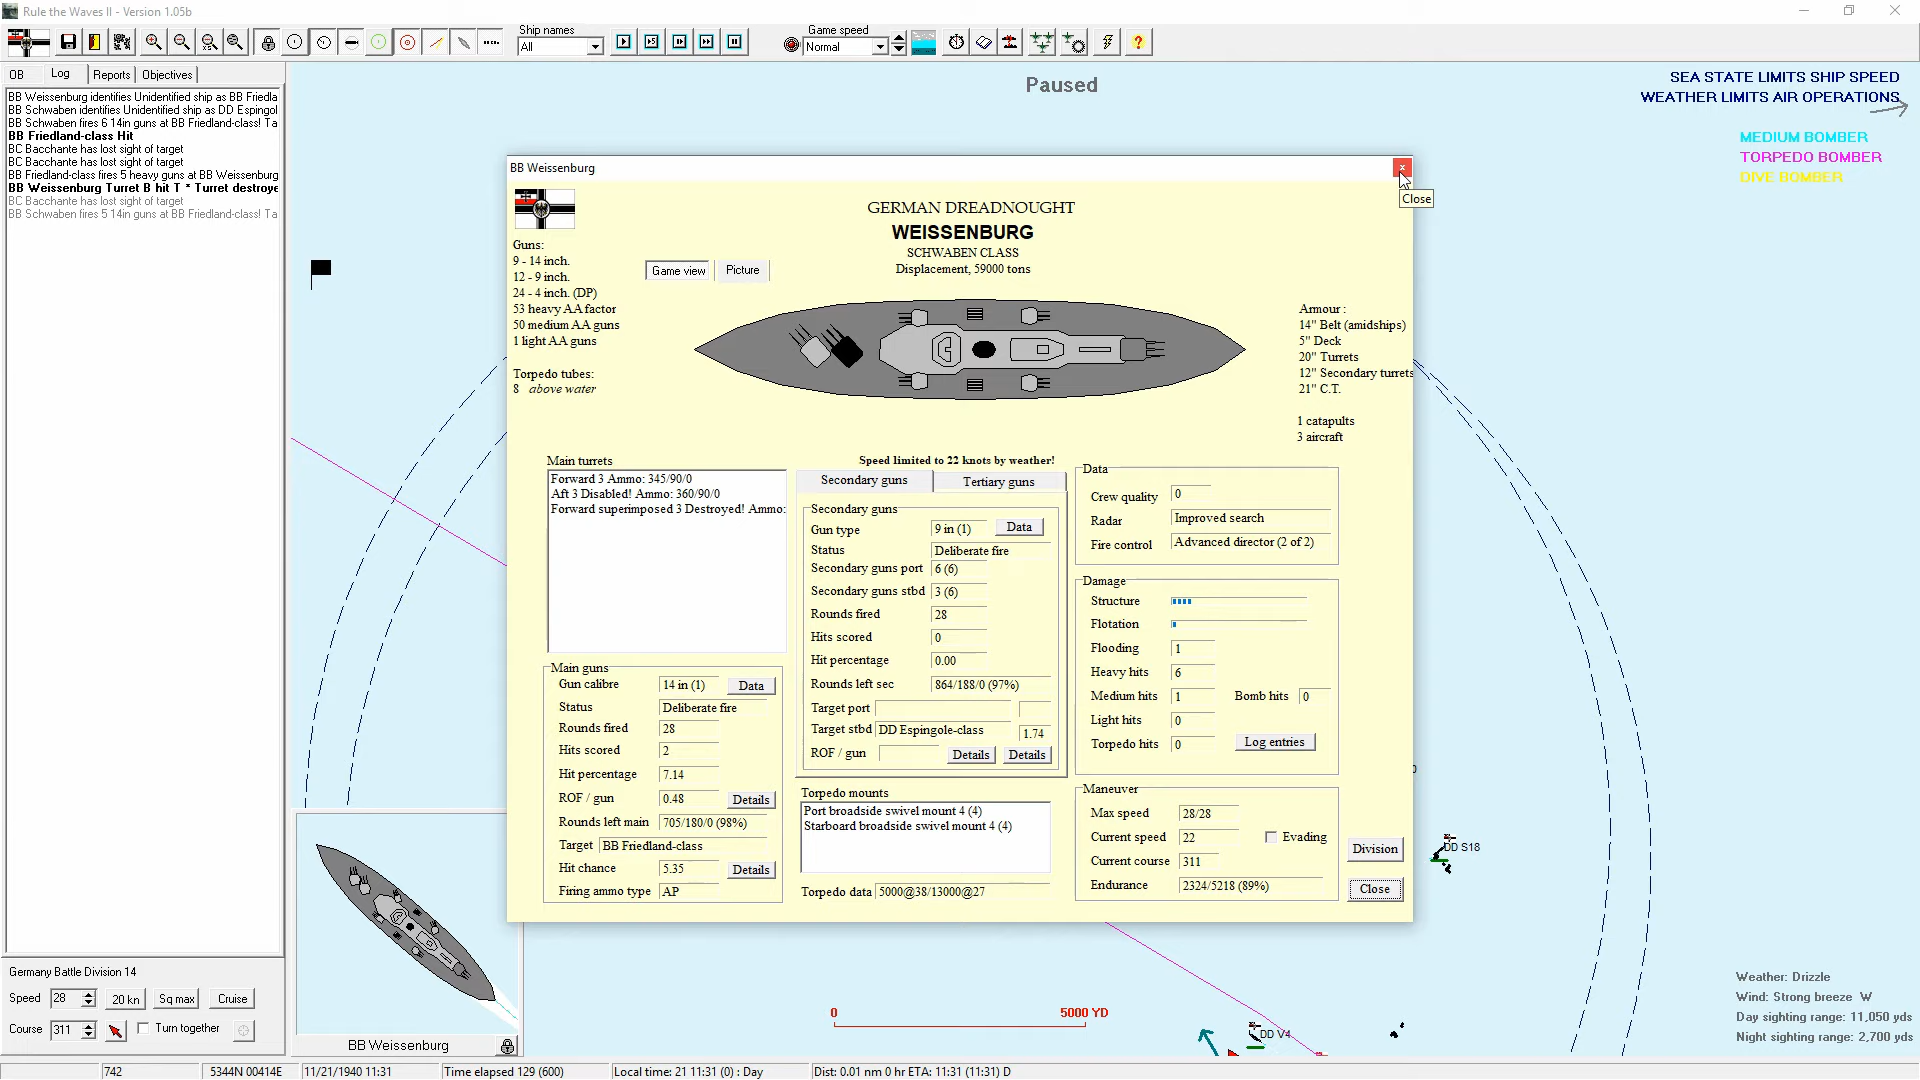 Rule the Waves II - Version 1.05b
Ship names
All
Game speed
Normal
OB
Log
Reports
Objectives
BB Weissenburg identifies Unidentified ship as BB Friedla
BB Schwaben identifies Unidentified ship as DD Espingol
BB Schwaben fires 6 14in guns at BB Friedland-class! Ta
BB Friedland-class Hit
BC Bacchante has lost sight of target
BC Bacchante has lost sight of target
BB Friedland-class fires 5 heavy guns at BB Weissenburg
BB Weissenburg Turret B hit T * Turret destroye
BC Bacchante has lost sight of target
BB Schwaben fires 5 14in guns at BB Friedland-class! Ta
Paused
SEA STATE LIMITS SHIP SPEED
WEATHER LIMITS AIR OPERATIONS
MEDIUM BOMBER
TORPEDO BOMBER
DIVE BOMBER
BB Weissenburg
Close
GERMAN DREADNOUGHT
WEISSENBURG
SCHWABEN CLASS
Displacement, 59000 tons
Guns:
9 - 14 inch.
12 - 9 inch.
24 - 4 inch. (DP)
53 heavy AA factor
50 medium AA guns
1 light AA guns
Torpedo tubes:
8 above water
Game view
Picture
Armour :
14" Belt (amidships)
5" Deck
20" Turrets
12" Secondary turrets
21" C.T.
1 catapults
3 aircraft
Main turrets
Forward 3 Ammo: 345/90/0
Aft 3 Disabled! Ammo: 360/90/0
Forward superimposed 3 Destroyed! Ammo:
Main guns
Gun calibre 14 in (1) Data
Status Deliberate fire
Rounds fired 28
Hits scored 2
Hit percentage 7.14
ROF / gun 0.48 Details
Rounds left main 705/180/0 (98%)
Target BB Friedland-class
Hit chance 5.35 Details
Firing ammo type AP
Speed limited to 22 knots by weather!
Secondary guns
Tertiary guns
Secondary guns
Gun type 9 in (1) Data
Status Deliberate fire
Secondary guns port 6 (6)
Secondary guns stbd 3 (6)
Rounds fired 28
Hits scored 0
Hit percentage 0.00
Rounds left sec 864/188/0 (97%)
Target port
Target stbd DD Espingole-class 1.74
ROF / gun Details Details
Torpedo mounts
Port broadside swivel mount 4 (4)
Starboard broadside swivel mount 4 (4)
Torpedo data 5000@38/13000@27
Data
Crew quality 0
Radar Improved search
Fire control Advanced director (2 of 2)
Damage
Structure
Flotation
Flooding 1
Heavy hits 6
Medium hits 1 Bomb hits 0
Light hits 0
Torpedo hits 0 Log entries
Maneuver
Max speed 28/28
Current speed 22 Evading
Current course 311
Endurance 2324/5218 (89%)
Division
Close
DD S18
DD V4
0 5000 YD
Weather: Drizzle
Wind: Strong breeze W
Day sighting range: 11,050 yds
Night sighting range: 2,700 yds
Germany Battle Division 14
Speed 28 20 kn Sq max Cruise
Course 311 Turn together
BB Weissenburg
742
5344N 00414E
11/21/1940 11:31
Time elapsed 129 (600)
Local time: 21 11:31 (0) : Day
Dist: 0.01 nm 0 hr ETA: 11:31 (11:31) D